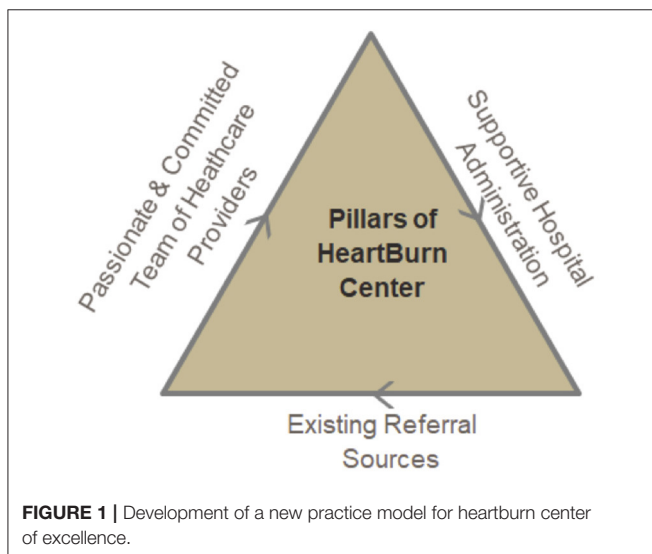 Passionate & Committed
Team of Heathcare
Providers
Supportive Hospital
Administration
Pillars of
HeartBurn
Center
Existing Referral
Sources
FIGURE 1 | Development of a new practice model for heartburn center
of excellence.